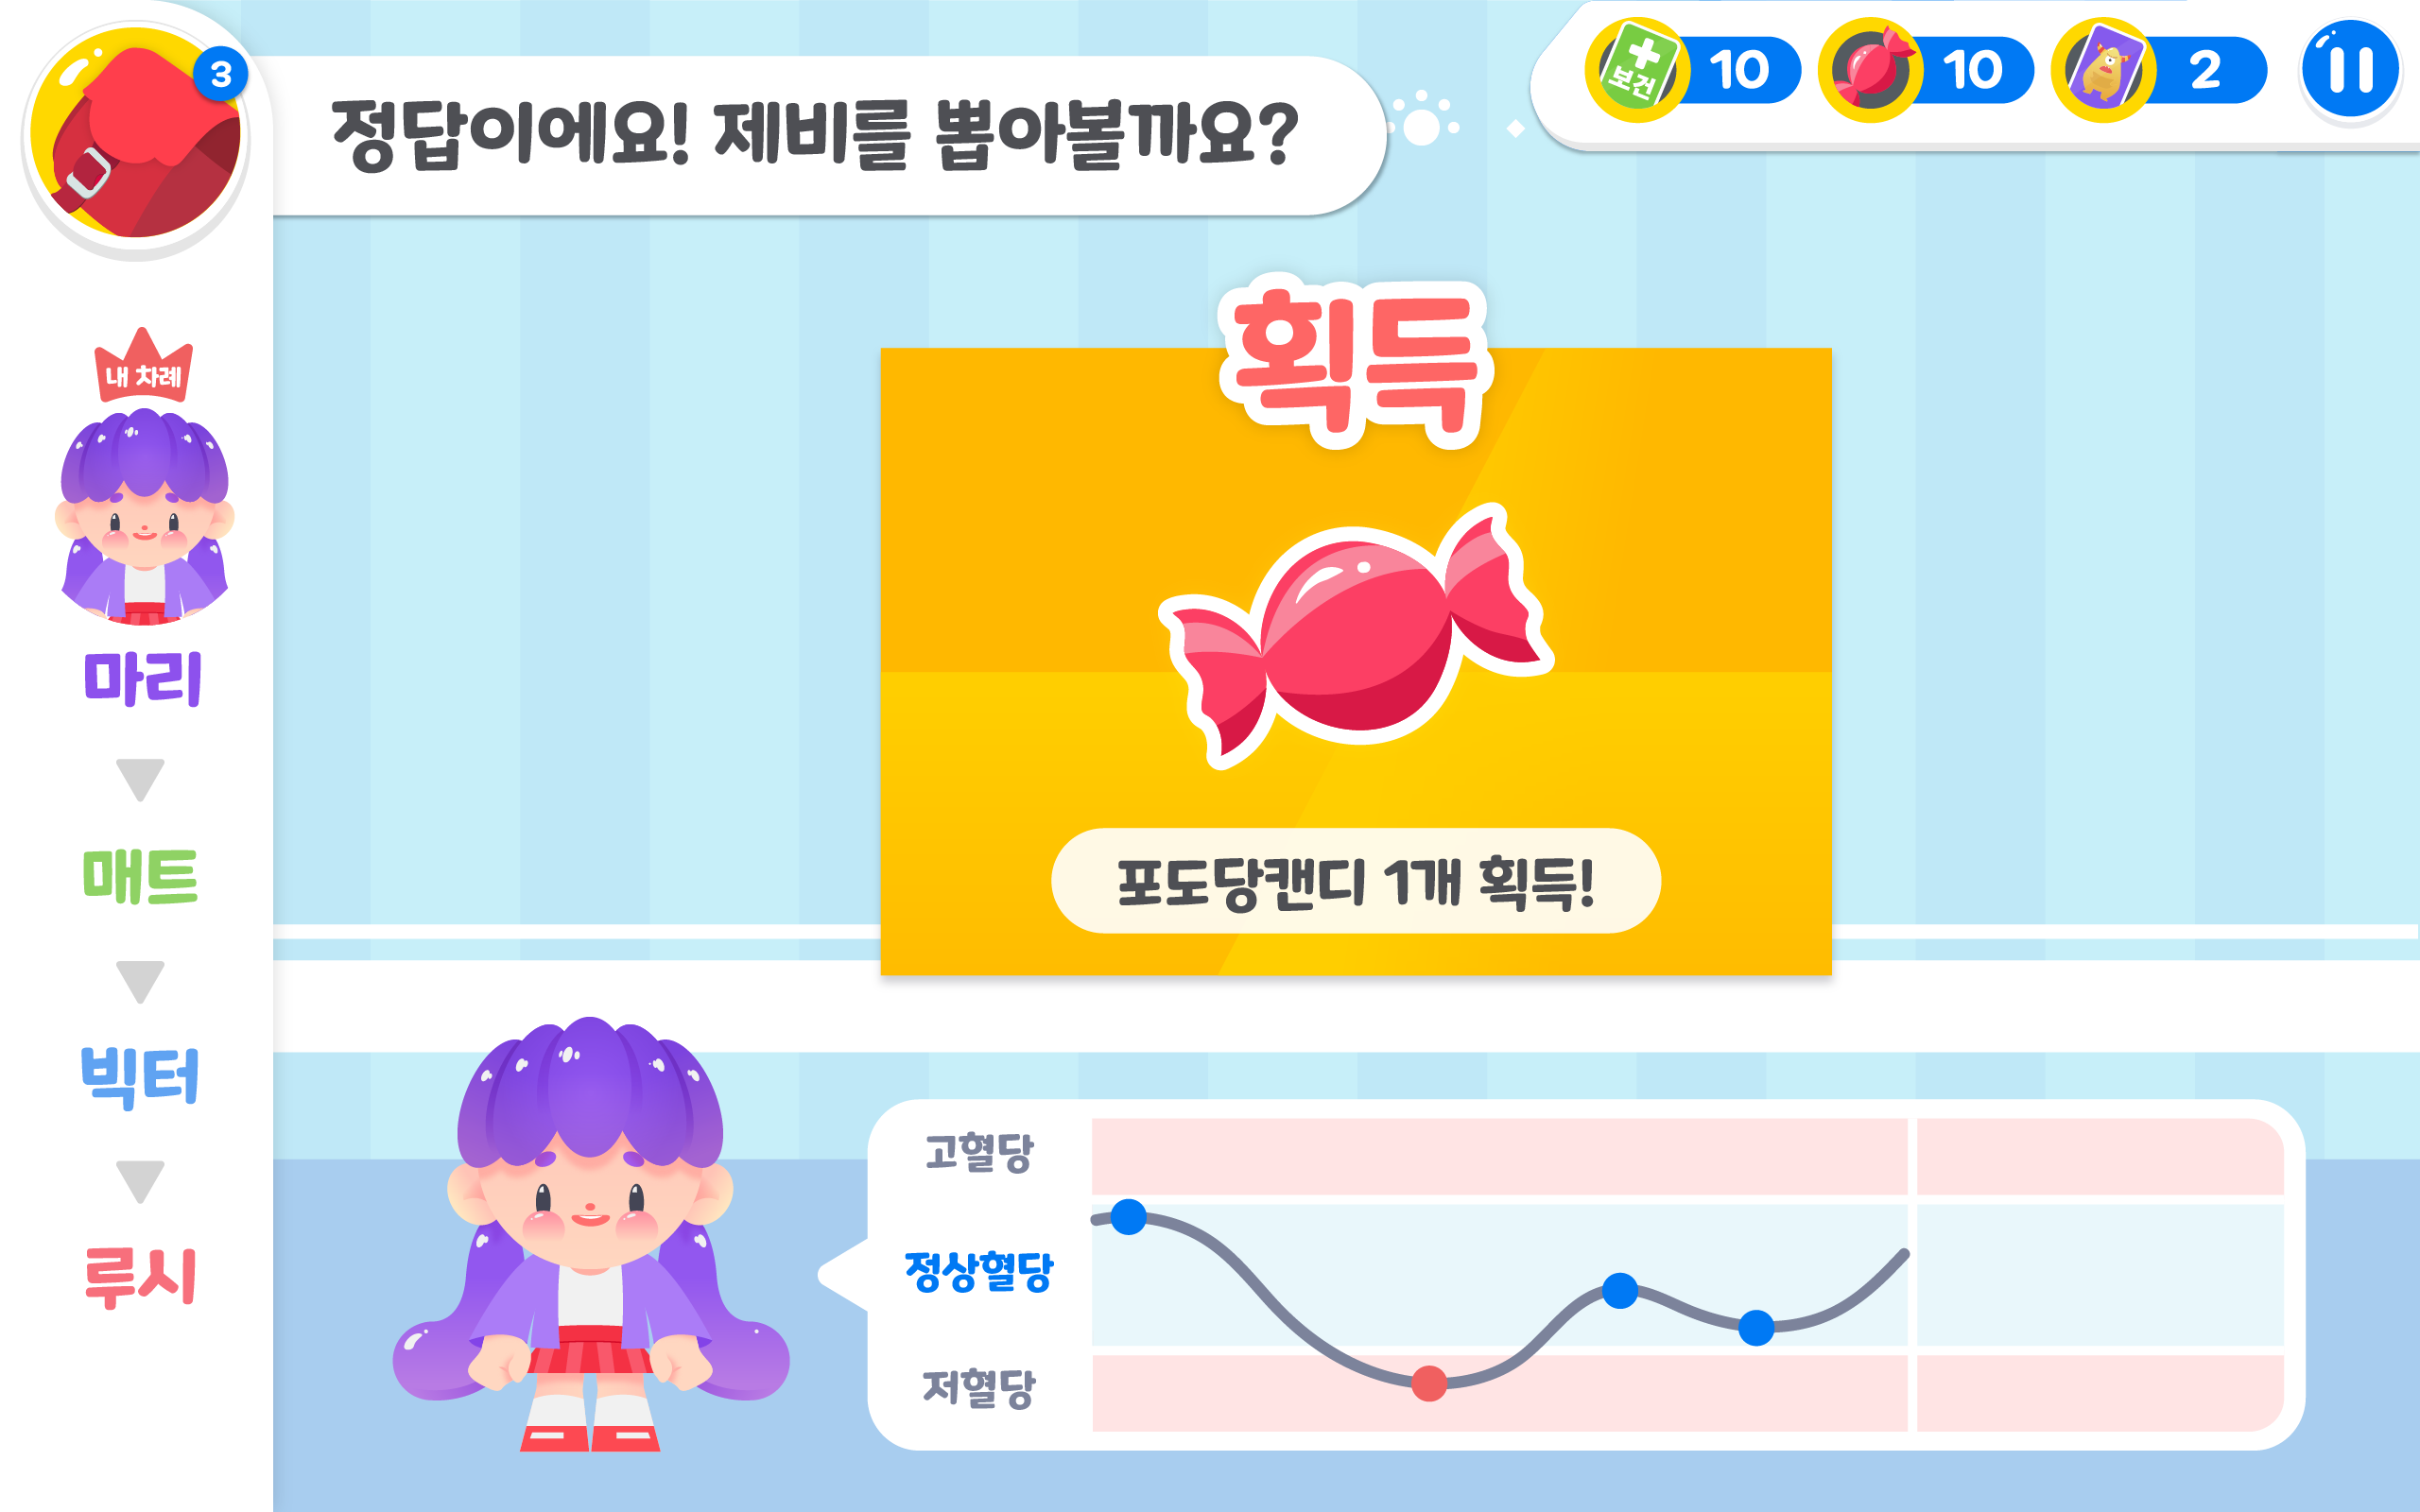 3
정답이에요! 제비를 뽑아볼까요?
보건
10
10
2
내 차례
마리
매트
빅터
루시
획득
포도당캔디 1개 획득!
고혈당
정상혈당
저혈당